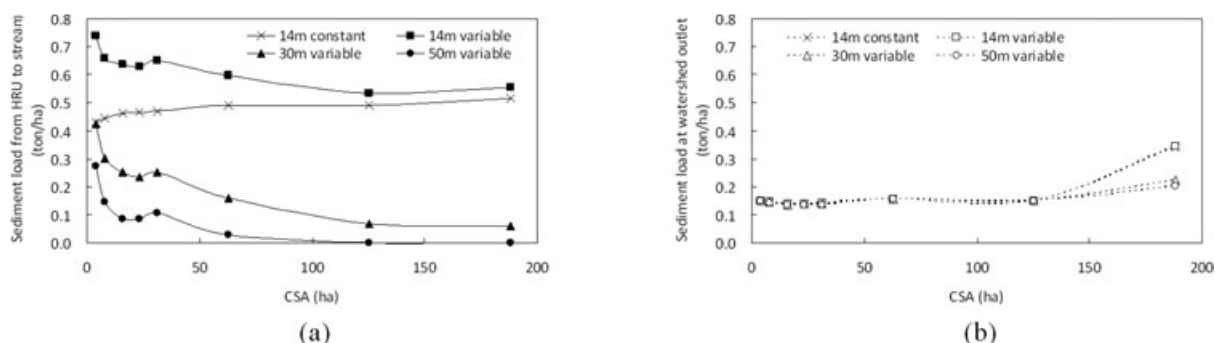 0.8
0.7
0.6
0.5
0.4
0.3
0.2
0.1
0.0
Sediment load from HRU to stream
(ton/ha)
14m constant 14m variable
30m variable 50m variable
0 50 100 150 200
CSA (ha)
(a)
0.8
0.7
0.6
0.5
0.4
0.3
0.2
0.1
0.0
Sediment load at watershed outlet
(ton/ha)
14m constant 14m variable
30m variable 50m variable
0 50 100 150 200
CSA (ha)
(b)